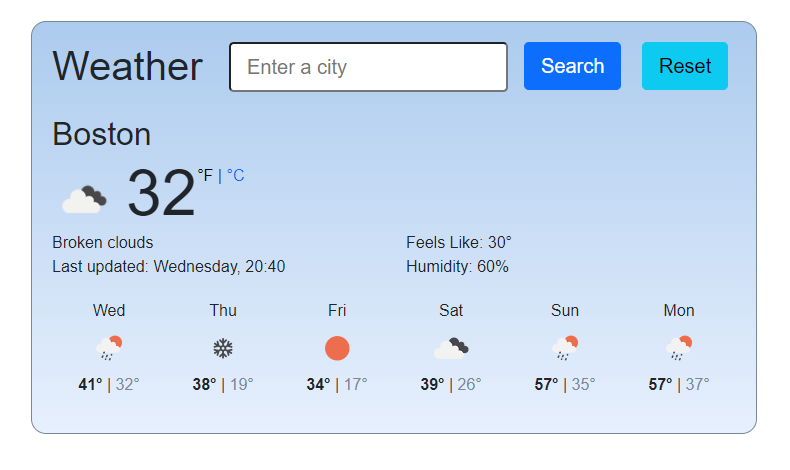 Weather Enter a city Search Reset
Boston
32 °F | °C
Broken clouds Feels Like: 30°
Last updated: Wednesday, 20:40 Humidity: 60%
Wed Thu Fri Sat Sun Mon
41° | 32° 38° | 19° 34° | 17° 39° | 26° 57° | 35° 57° | 37°